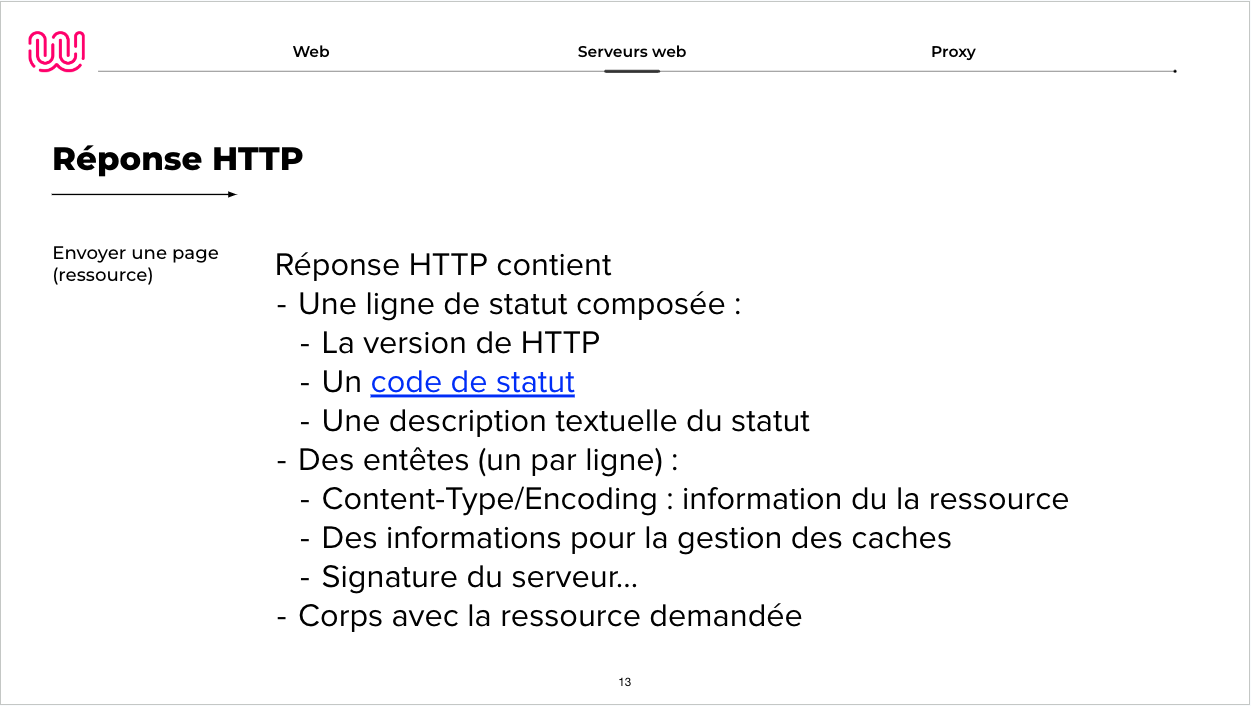 Web
Serveurs web
Proxy
Réponse HTTP
Envoyer une page
(ressource)
Réponse HTTP contient
- Une ligne de statut composée :
- La version de HTTP
- Un code de statut
- Une description textuelle du statut
- Des entêtes (un par ligne) :
- Content-Type/Encoding : information du la ressource
- Des informations pour la gestion des caches
- Signature du serveur...
- Corps avec la ressource demandée
13